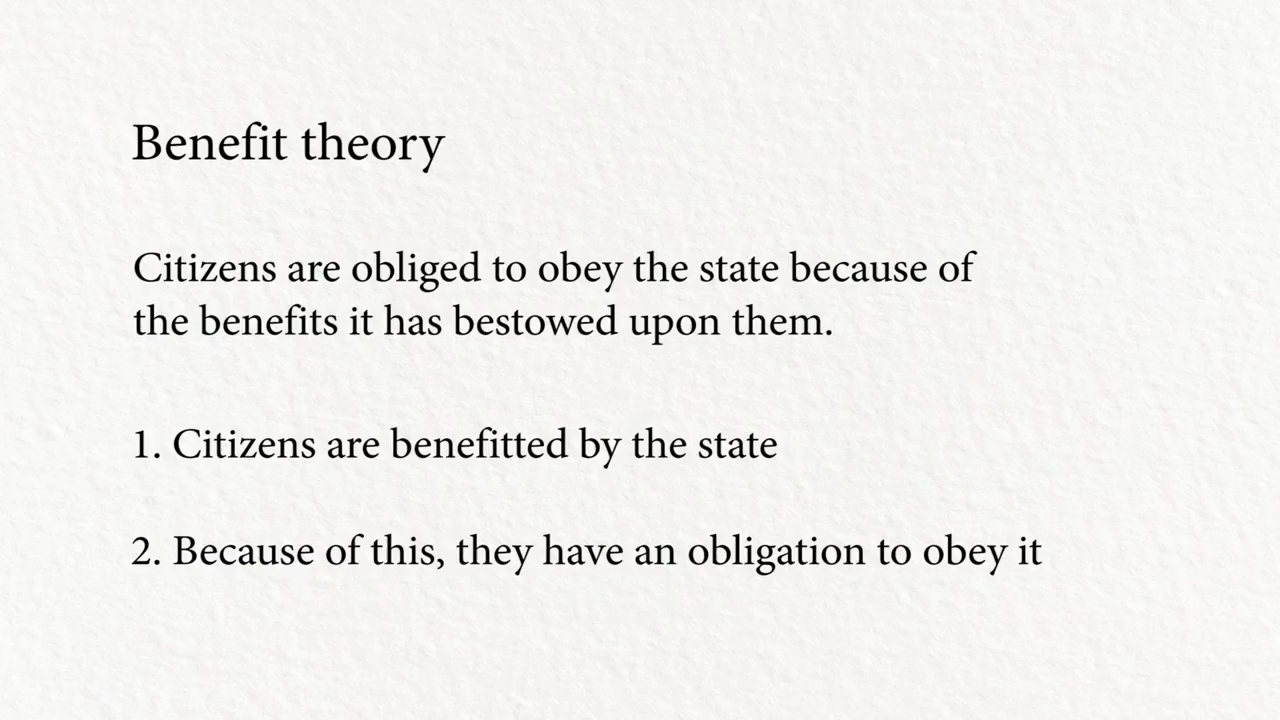 Benefit theory
Citizens are obliged to obey the state because of
the benefits it has bestowed upon them.
1. Citizens are benefitted by the state
2. Because of this, they have an obligation to obey it